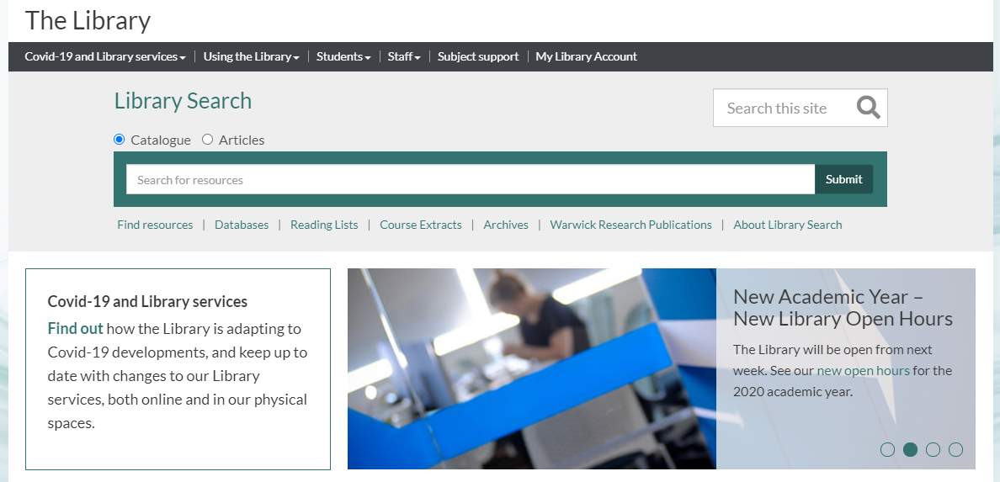 The Library
Covid-19 and Library services | Using the Library | Students | Staff | Subject support | My Library Account
Library Search
Search this site
Catalogue Articles
Search for resources
Submit
Find resources | Databases | Reading Lists | Course Extracts | Archives | Warwick Research Publications | About Library Search
Covid-19 and Library services
Find out how the Library is adapting to
Covid-19 developments, and keep up to
date with changes to our Library
services, both online and in our physical
spaces.
New Academic Year –
New Library Open Hours
The Library will be open from next
week. See our new open hours for the
2020 academic year.